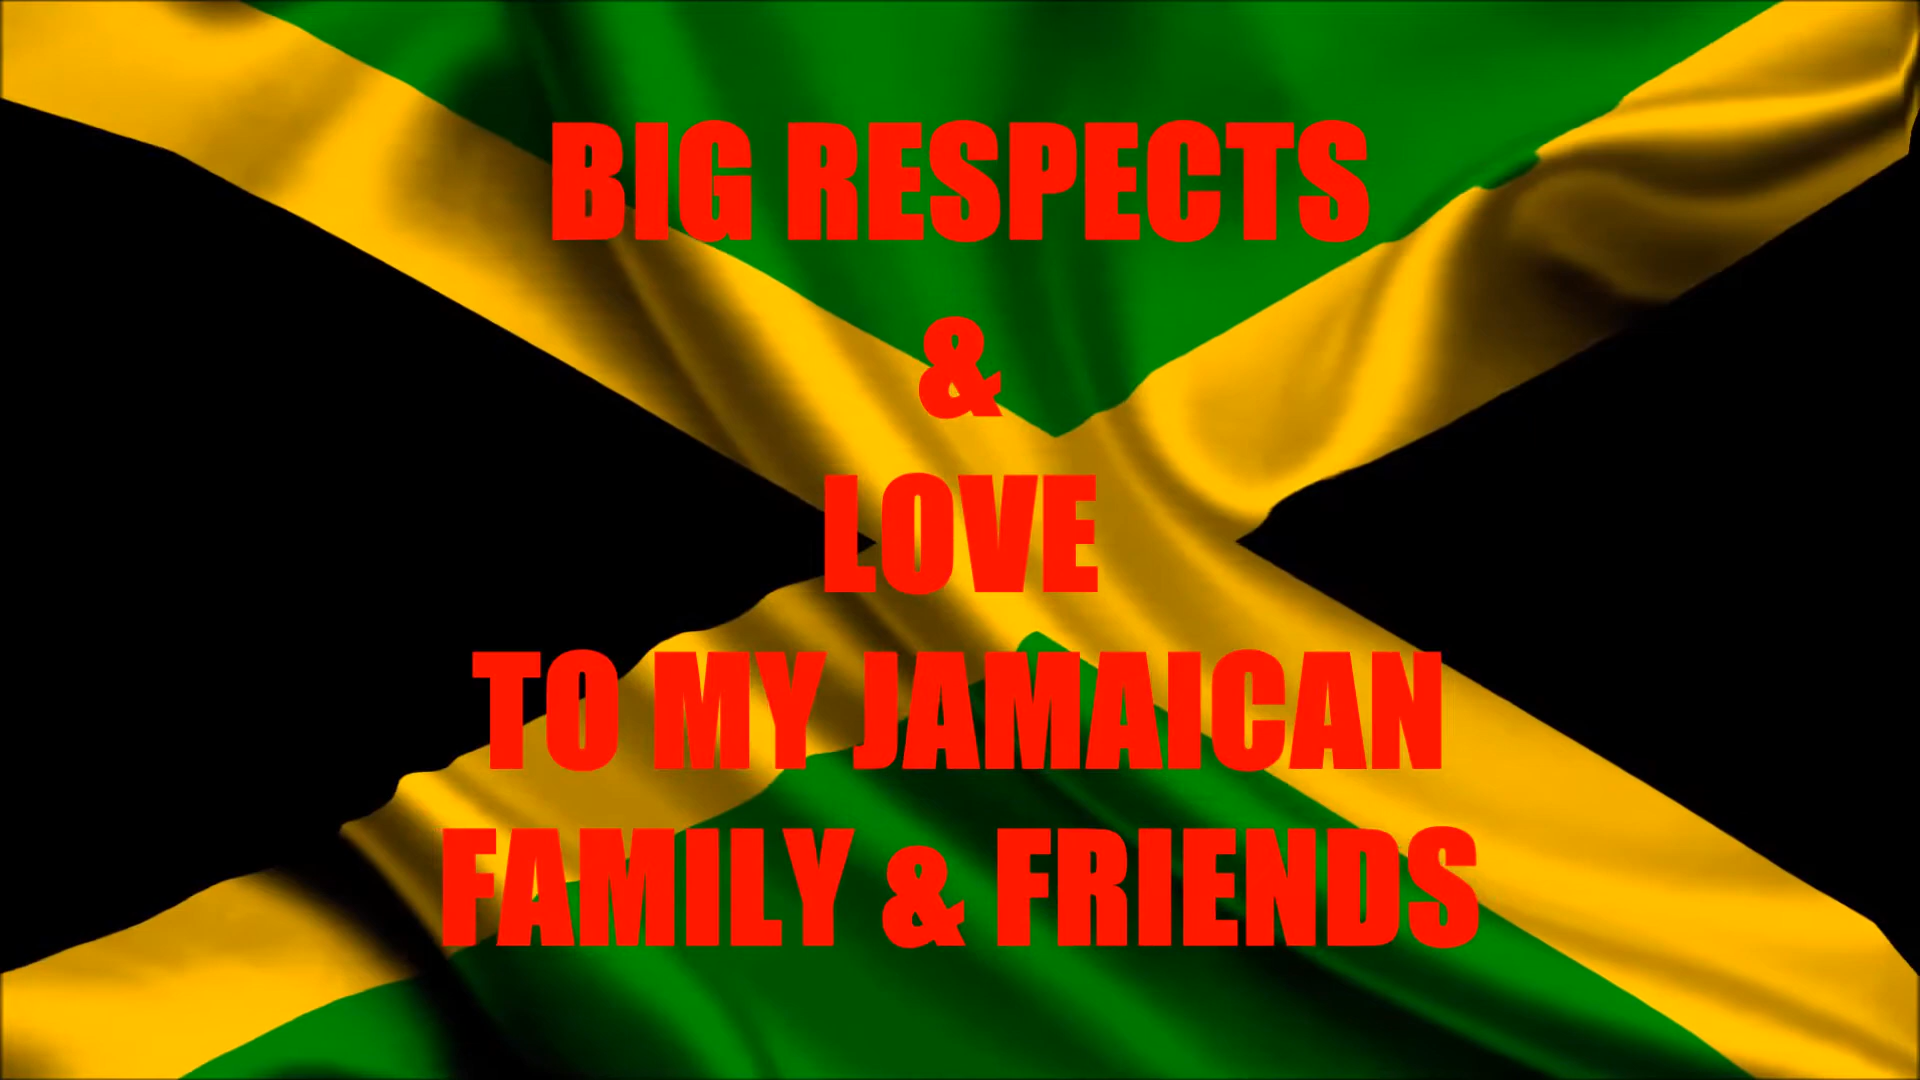 BIG RESPECTS
&
LOVE
TO MY JAMAICAN
FAMILY & FRIENDS